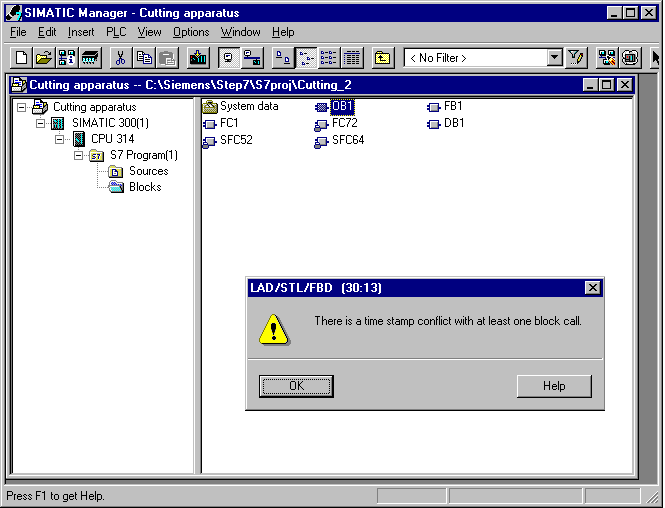 SIMATIC Manager - Cutting apparatus
File Edit Insert PLC View Options Window Help
< No Filter>
Cutting apparatus -- C:\Siemens\Step7\S7proj\Cutting_2
Cutting apparatus
SIMATIC 300(1)
CPU 314
S7 Program(1)
Sources
Blocks
System data DB1 FB1
FC1 FC72 DB1
SFC52 SFC64
LAD/STL/FBD (30:13)
There is a time stamp conflict with at least one block call.
OK Help
Press F1 to get Help.